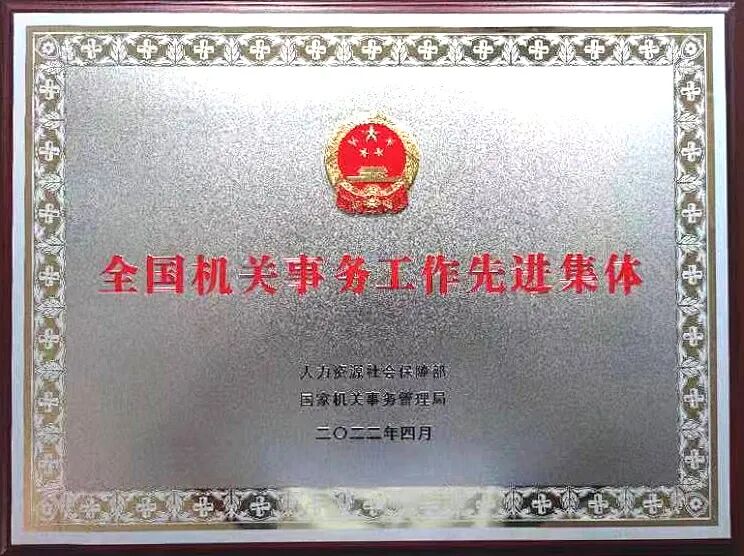 全国机关事务工作先进集体
人力资源社会保障部
国家机关事务管理局
二〇二二年四月